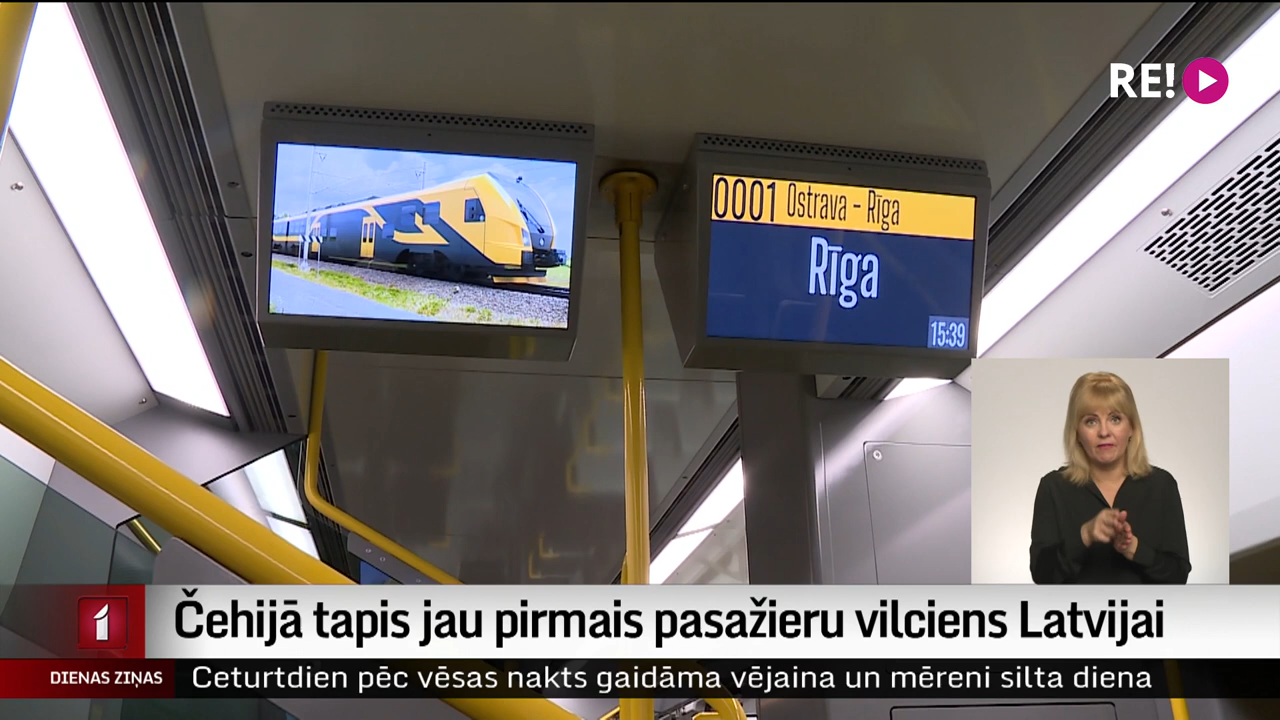 RE!
0001 Ostrava - Rīga
Rīga
15:39
1
Čehijā tapis jau pirmais pasažieru vilciens Latvijai
DIENAS ZIŅAS
Ceturtdien pēc vēsas nakts gaidāma vējaina un mēreni silta diena